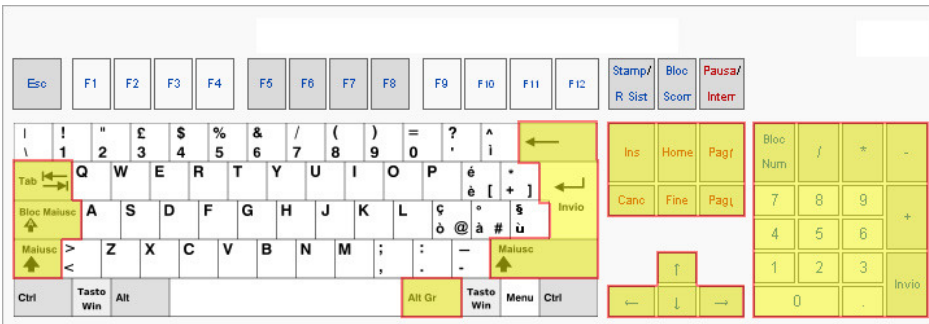 Esc F1 F2 F3 F4 F5 F6 F7 F8 F9 F10 F11 F12 Stamp/ Bloc Pausa/
R Sist Scorr Interr
| ! " £ $ % & / ( ) = ? ^
\ 1 2 3 4 5 6 7 8 9 0 ' ì ← Ins Home Pag↑ Bloc / * -
Num
Tab Q W E R T Y U I O P é *
è [ + ] Invio Canc Fine Pag↓ 7 8 9 +
Bloc Maiusc A S D F G H J K L ç ° §
ò @ à # ù 4 5 6
Maiusc > Z X C V B N M ; : _ Maiusc
< , . - ↑ 1 2 3 Invio
Ctrl Tasto Alt Alt Gr Tasto Menu Ctrl ← ↓ → 0 .
Win Win